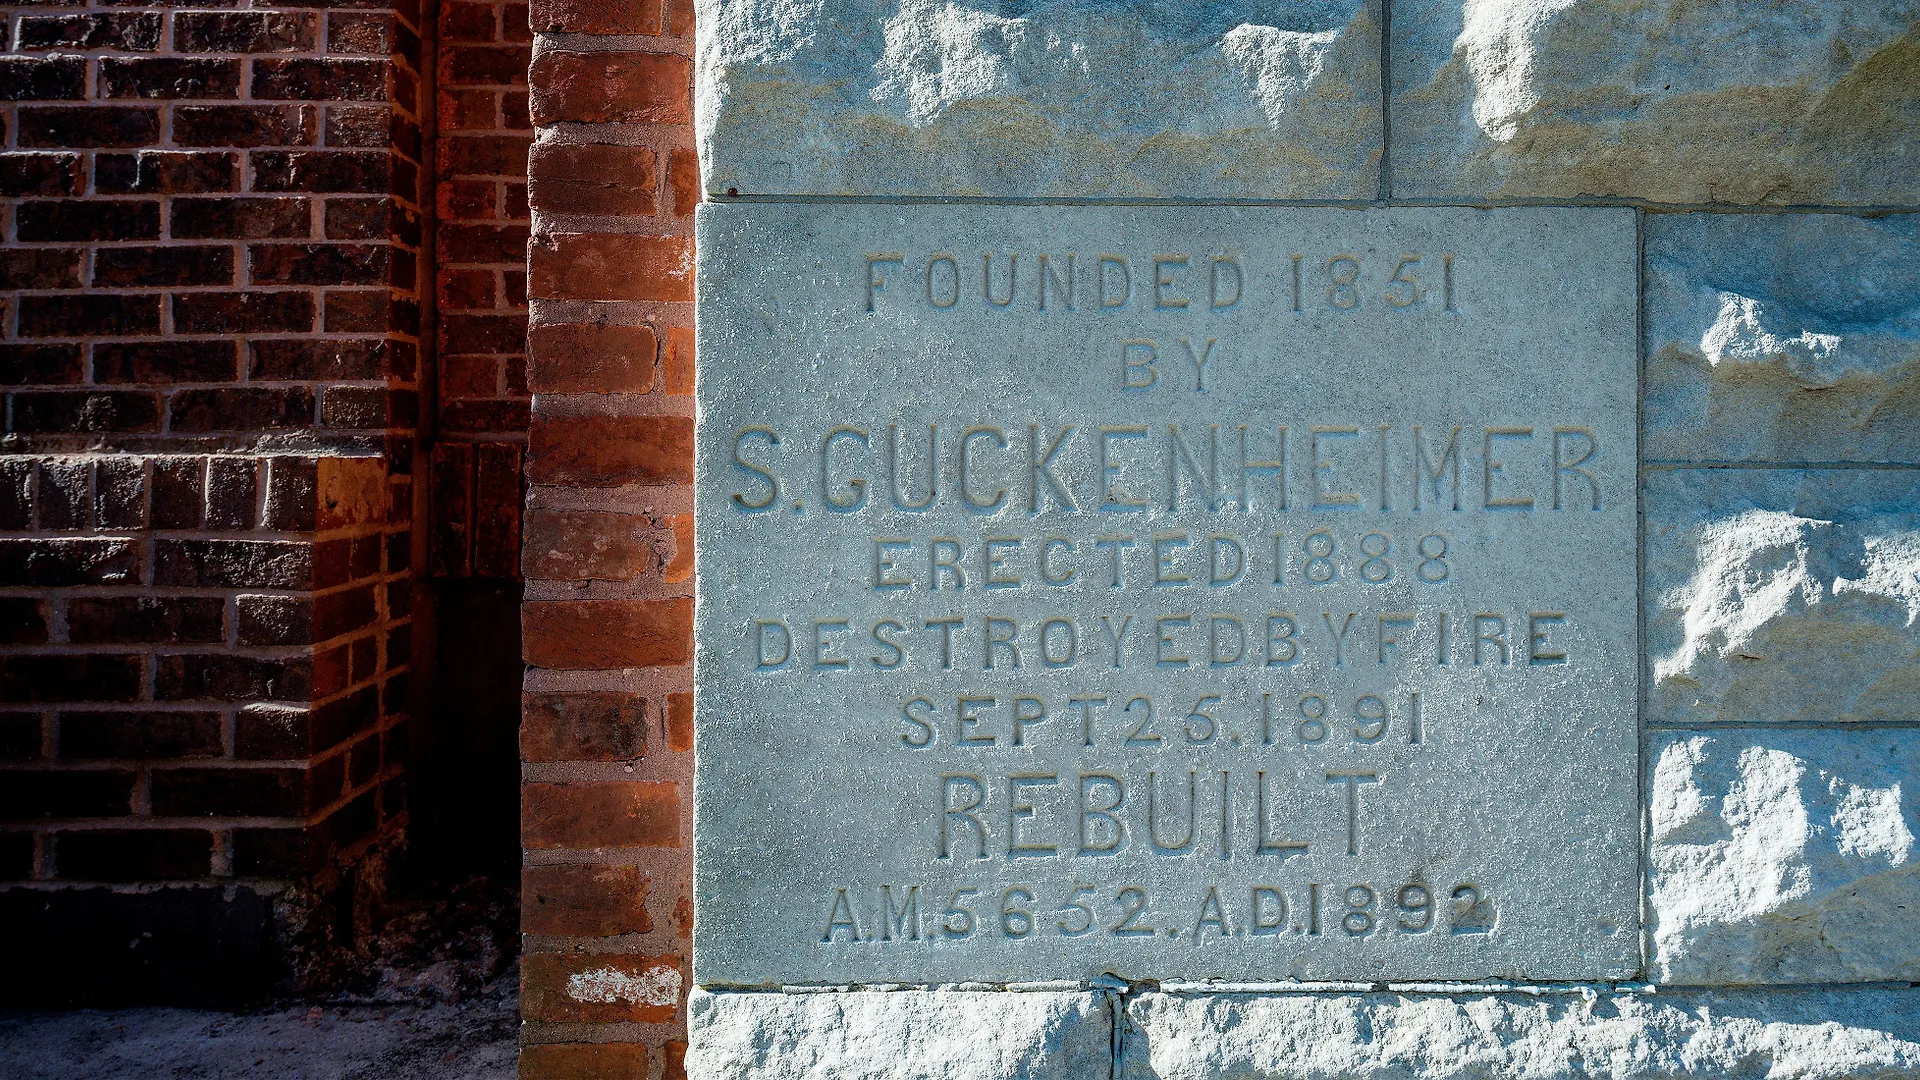 FOUNDED 1851
BY
S. GUCKENHEIMER
ERECTED 1888
DESTROYED BY FIRE
SEPT 25. 1891
REBUILT
A.M. 5652. A.D. 1892